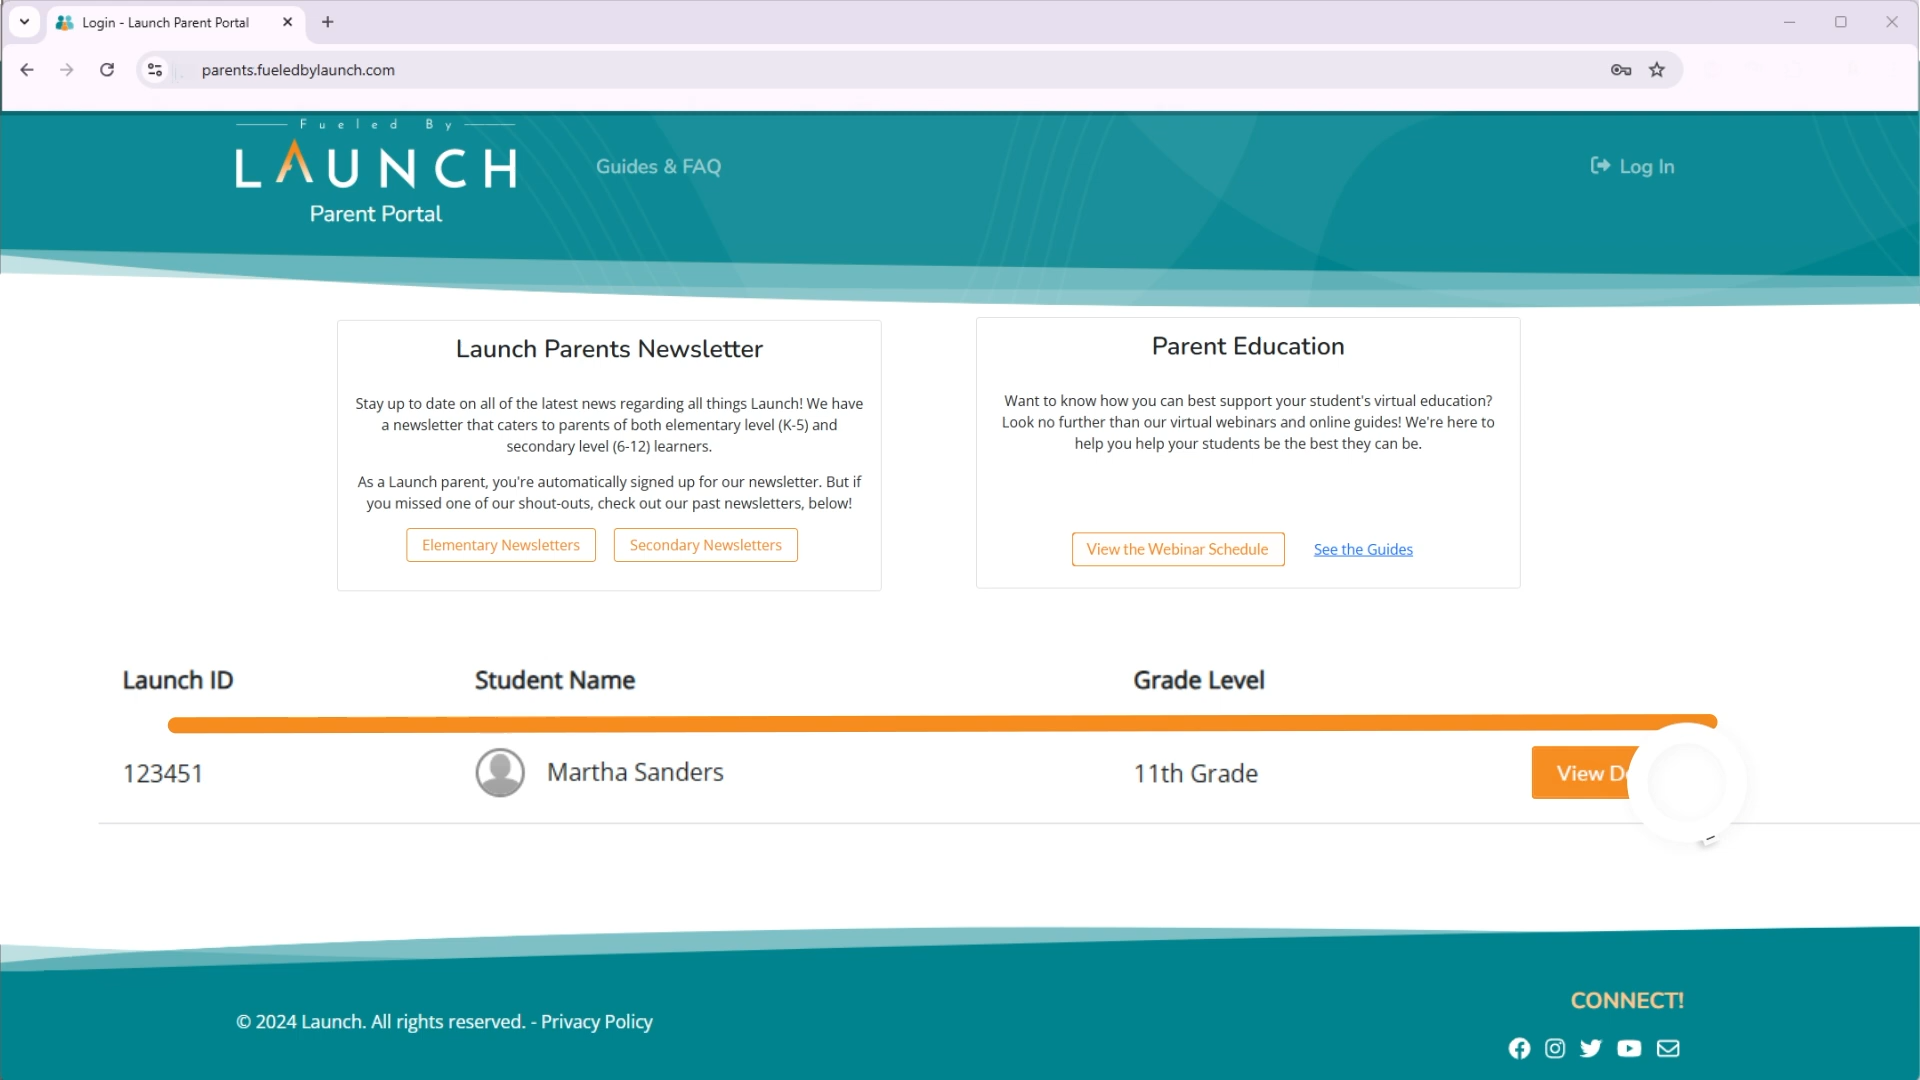 Login - Launch Parent Portal
parents.fueledbylaunch.com
Fueled By
LAUNCH
Parent Portal
Guides & FAQ
Log In
Launch Parents Newsletter
Stay up to date on all of the latest news regarding all things Launch! We have
a newsletter that caters to parents of both elementary level (K-5) and
secondary level (6-12) learners.
As a Launch parent, you're automatically signed up for our newsletter. But if
you missed one of our shout-outs, check out our past newsletters, below!
Elementary Newsletters
Secondary Newsletters
Parent Education
Want to know how you can best support your student's virtual education?
Look no further than our virtual webinars and online guides! We're here to
help you help your students be the best they can be.
View the Webinar Schedule
See the Guides
Launch ID
Student Name
Grade Level
123451
Martha Sanders
11th Grade
View
© 2024 Launch. All rights reserved. - Privacy Policy
CONNECT!